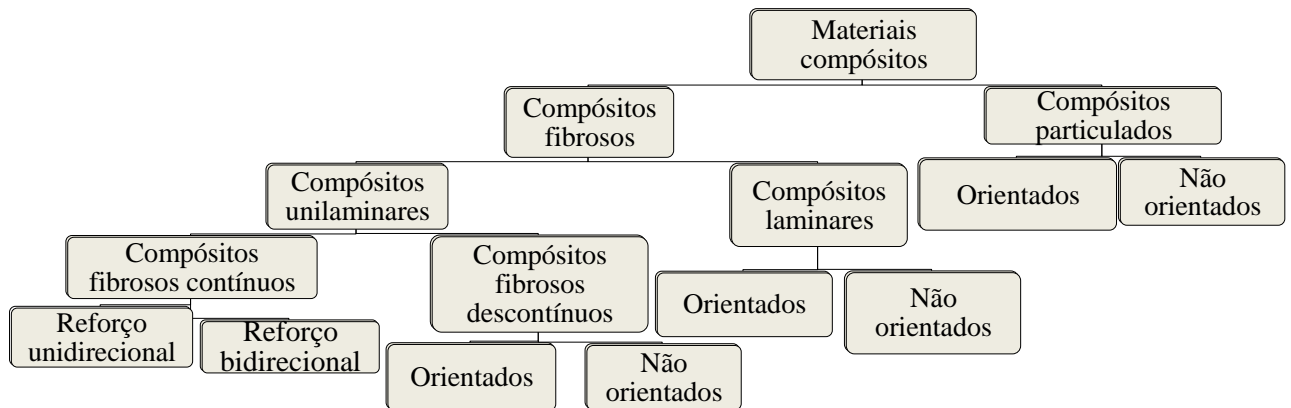 Materiais
compósitos
Compósitos
fibrosos
Compósitos
particulados
Compósitos
unilaminares
Compósitos
laminares
Orientados
Não
orientados
Compósitos
fibrosos contínuos
Compósitos
fibrosos
descontínuos
Orientados
Não
orientados
Reforço
unidirecional
Reforço
bidirecional
Orientados
Não
orientados